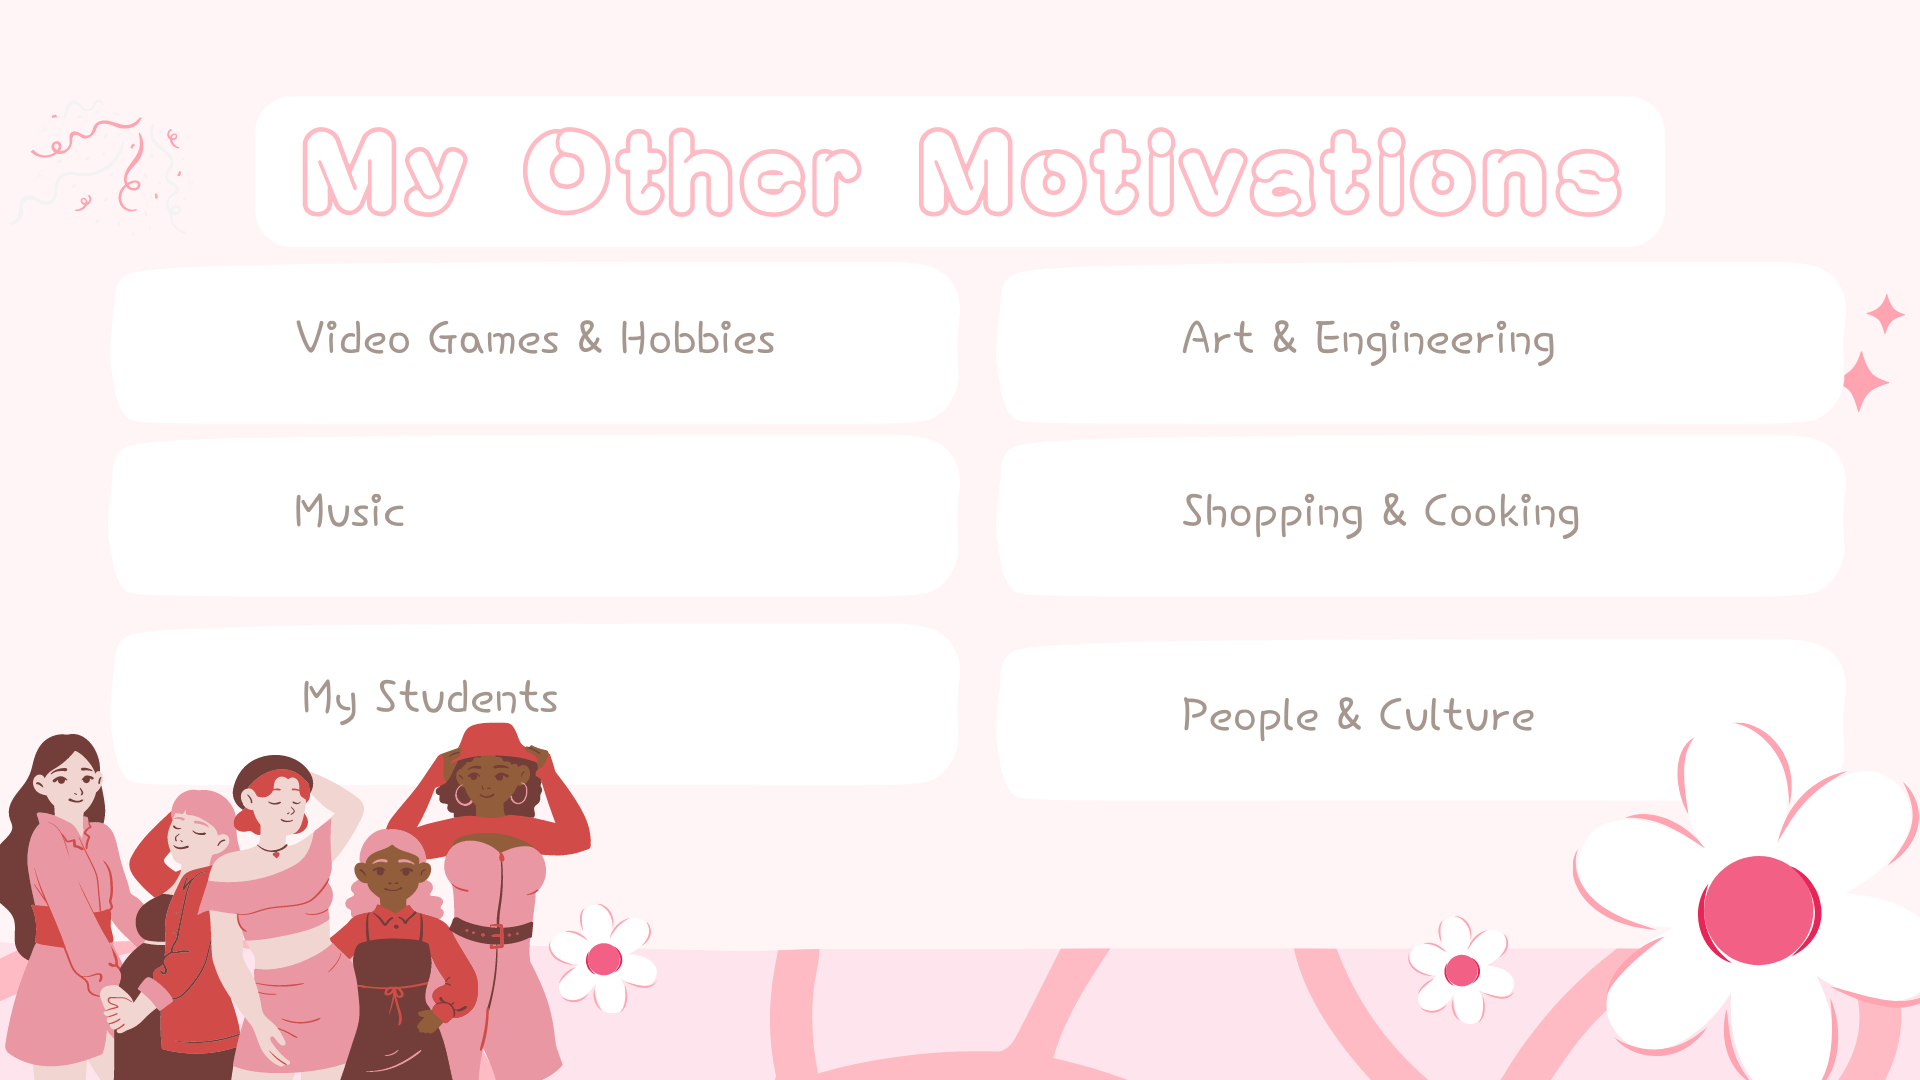 My Other Motivations
Video Games & Hobbies
Art & Engineering
Music
Shopping & Cooking
My Students
People & Culture